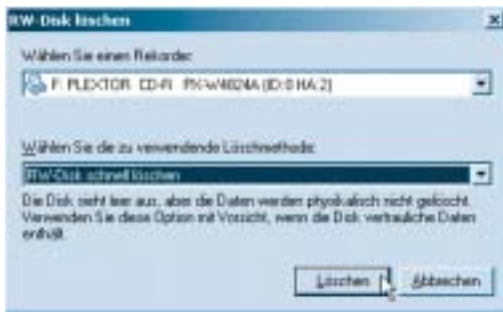 RW-Disk löschen
Wählen Sie einen Rekorder:
F: PLEXTOR CD-R PX-W4824A (ID:0 HA:2)
Wählen Sie die zu verwendende Löschmethode:
RW-Disk schnell löschen
Die Disk sieht leer aus, aber die Daten werden physikalisch nicht gelöscht.
Verwenden Sie diese Option mit Vorsicht, wenn die Disk vertrauliche Daten
enthält.
Löschen Abbrechen